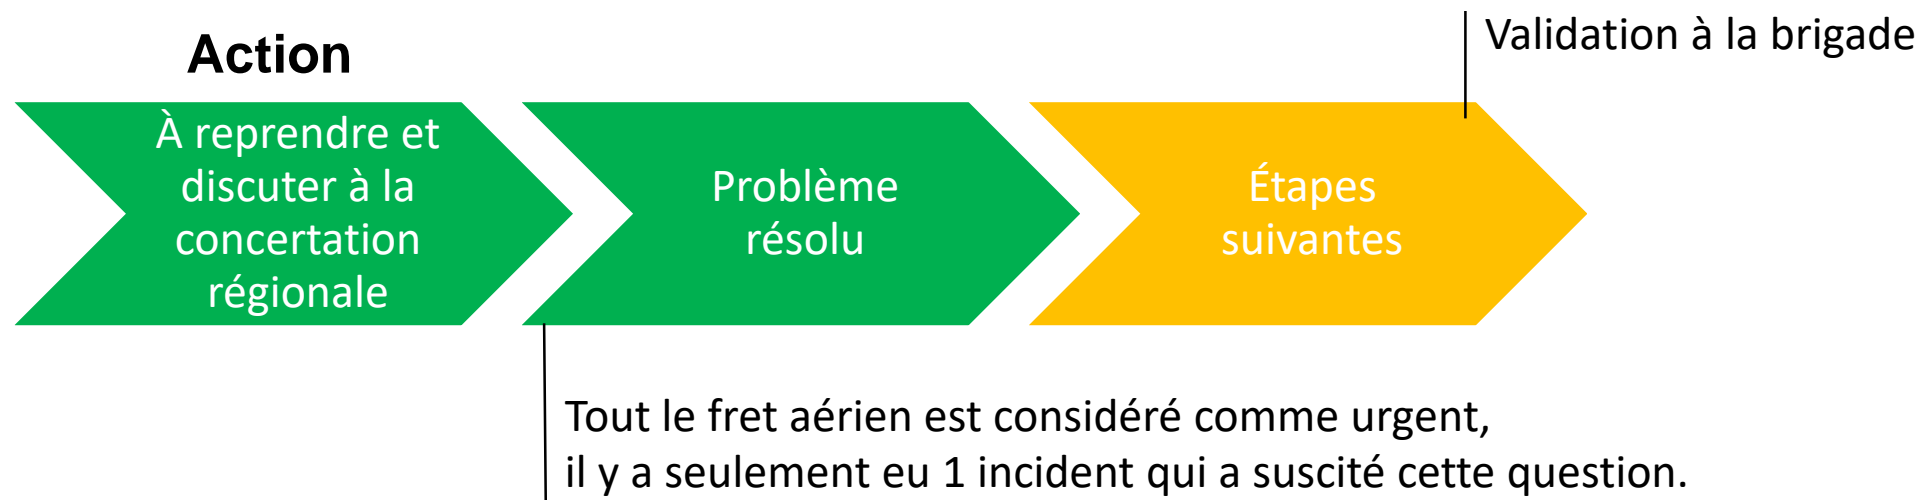 Validation à la brigade
Action
À reprendre et
discuter à la
concertation
régionale
Problème
résolu
Étapes
suivantes
Tout le fret aérien est considéré comme urgent,
il y a seulement eu 1 incident qui a suscité cette question.